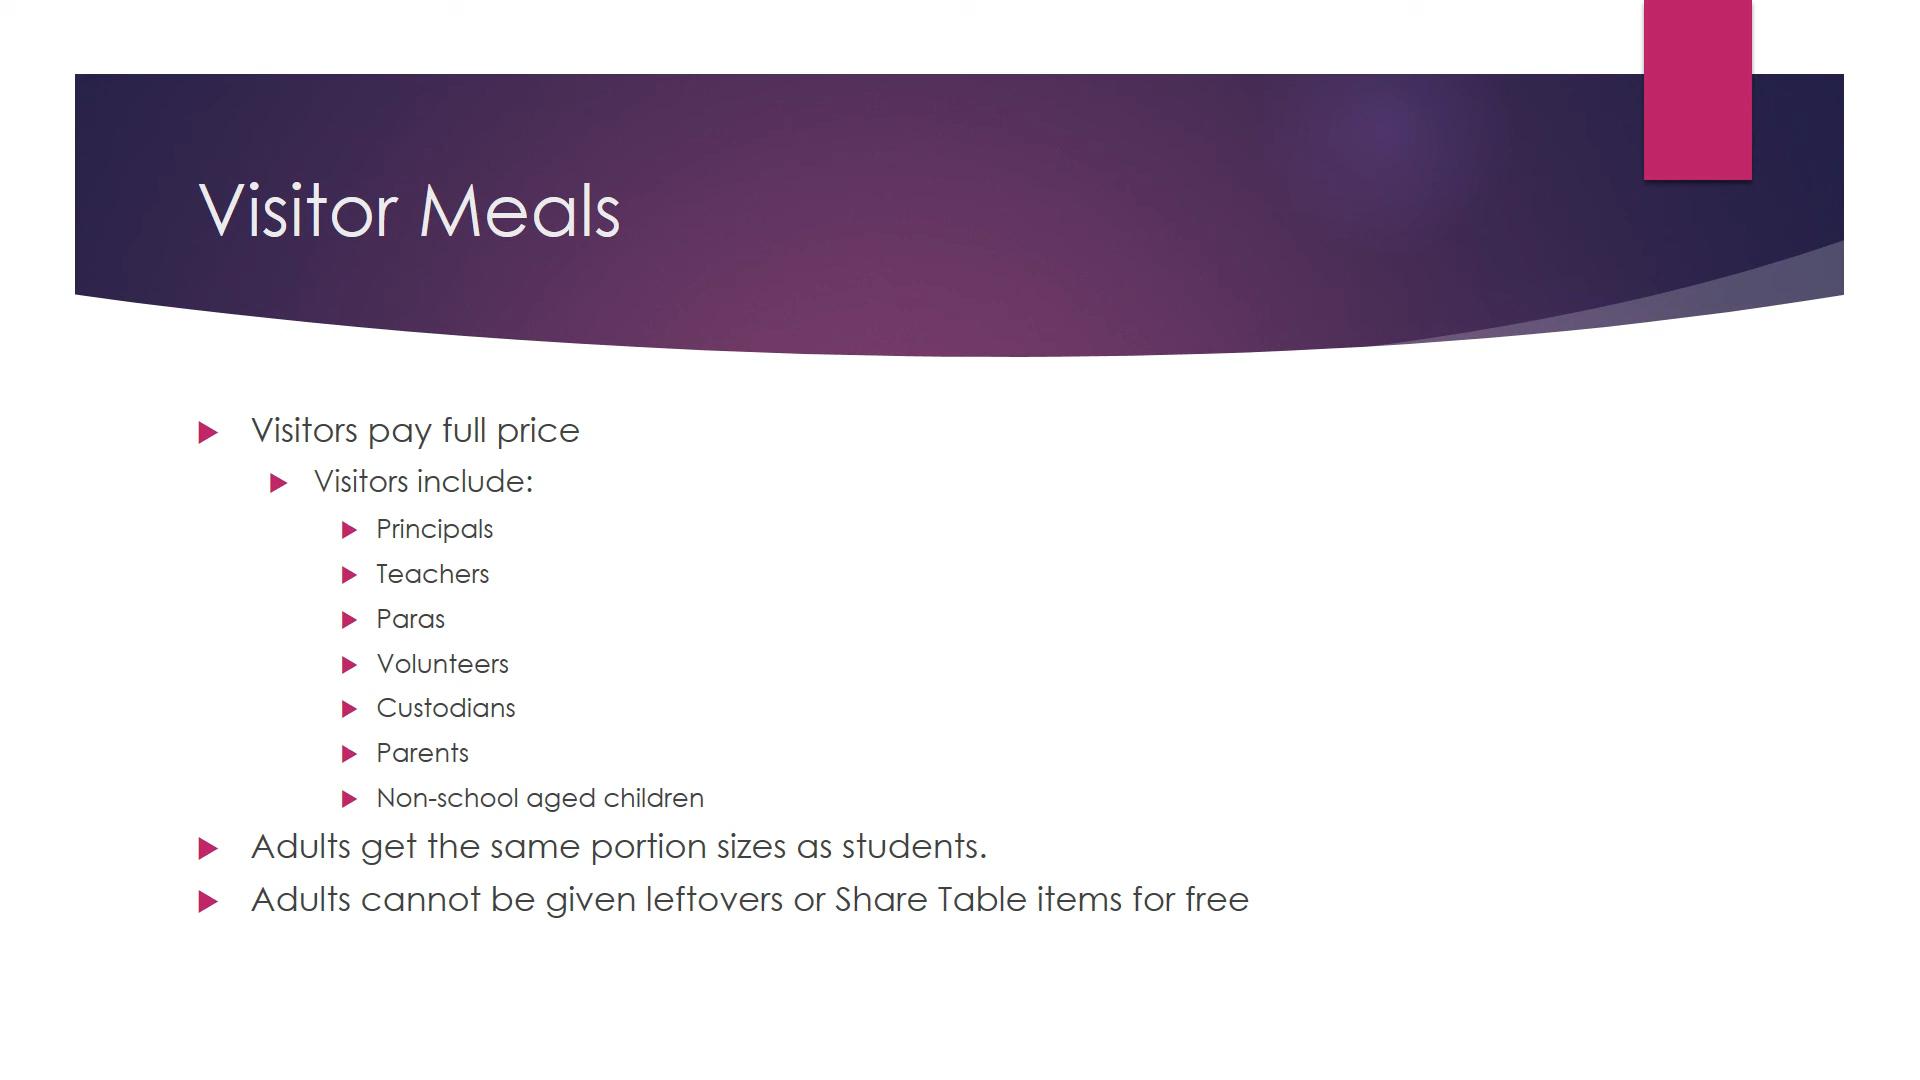 Visitor Meals
Visitors pay full price
Visitors include:
Principals
Teachers
Paras
Volunteers
Custodians
Parents
Non-school aged children
Adults get the same portion sizes as students.
Adults cannot be given leftovers or Share Table items for free